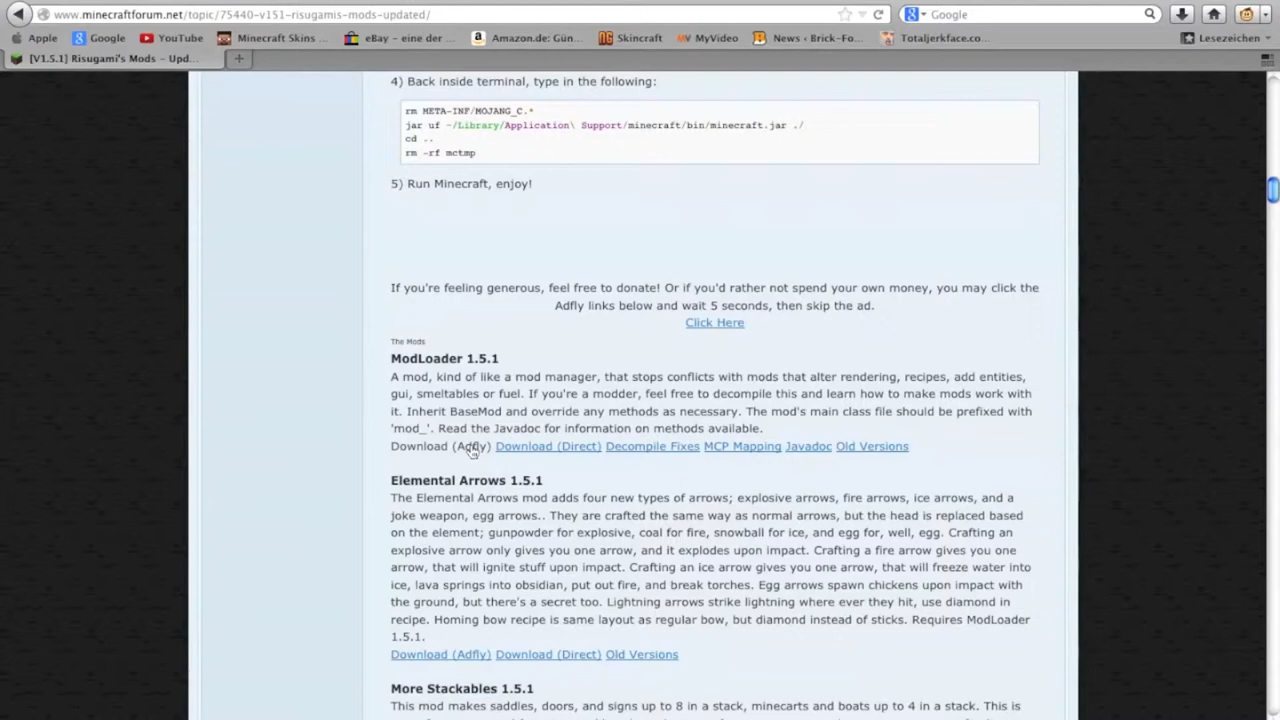 www.minecraftforum.net/topic/75440-v151-risugamis-mods-updated/
Google
Apple Google YouTube Minecraft Skins ... eBay - eine der ... Amazon.de: Gün... Skincraft MyVideo News ‹ Brick-Fo... Totaljerkface.co... Lesezeichen
[V1.5.1] Risugami's Mods - Upd...
4) Back inside terminal, type in the following:
rm META-INF/MOJANG_C.*
jar uf ~/Library/Application\ Support/minecraft/bin/minecraft.jar ./
cd ..
rm -rf mctmp
5) Run Minecraft, enjoy!
If you're feeling generous, feel free to donate! Or if you'd rather not spend your own money, you may click the
Adfly links below and wait 5 seconds, then skip the ad.
Click Here
The Mods
ModLoader 1.5.1
A mod, kind of like a mod manager, that stops conflicts with mods that alter rendering, recipes, add entities,
gui, smeltables or fuel. If you're a modder, feel free to decompile this and learn how to make mods work with
it. Inherit BaseMod and override any methods as necessary. The mod's main class file should be prefixed with
'mod_'. Read the Javadoc for information on methods available.
Download (Adfly) Download (Direct) Decompile Fixes MCP Mapping Javadoc Old Versions
Elemental Arrows 1.5.1
The Elemental Arrows mod adds four new types of arrows; explosive arrows, fire arrows, ice arrows, and a
joke weapon, egg arrows.. They are crafted the same way as normal arrows, but the head is replaced based
on the element; gunpowder for explosive, coal for fire, snowball for ice, and egg for, well, egg. Crafting an
explosive arrow only gives you one arrow, and it explodes upon impact. Crafting a fire arrow gives you one
arrow, that will ignite stuff upon impact. Crafting an ice arrow gives you one arrow, that will freeze water into
ice, lava springs into obsidian, put out fire, and break torches. Egg arrows spawn chickens upon impact with
the ground, but there's a secret too. Lightning arrows strike lightning where ever they hit, use diamond in
recipe. Homing bow recipe is same layout as regular bow, but diamond instead of sticks. Requires ModLoader
1.5.1.
Download (Adfly) Download (Direct) Old Versions
More Stackables 1.5.1
This mod makes saddles, doors, and signs up to 8 in a stack, minecarts and boats up to 4 in a stack. This is